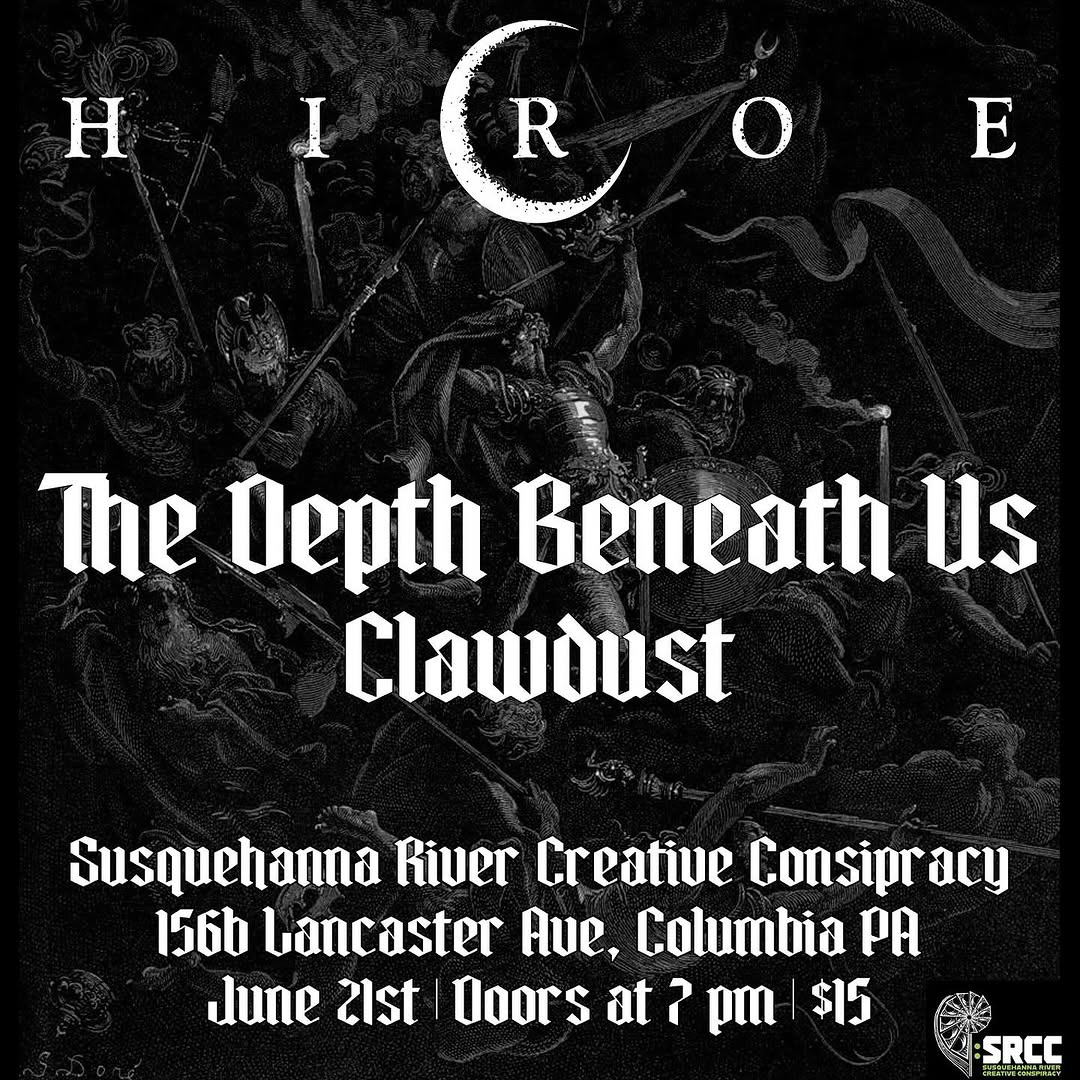 H I R O E
The Depth Beneath Us
Clawdust
Susquehanna River Creative Consipracy
156b Lancaster Ave, Columbia PA
June 21st | Doors at 7 pm | $15
G. Doré
:SRCC
SUSQUEHANNA RIVER
CREATIVE CONSPIRACY